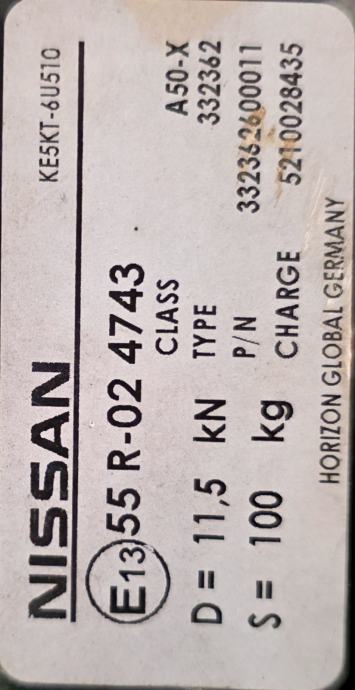 NISSAN KE5KT-6U510
E13 55 R-02 4743
CLASS A50-X
D = 11,5 kN TYPE 332362
P/N 332362600011
S = 100 kg CHARGE 5210028435
HORIZON GLOBAL GERMANY